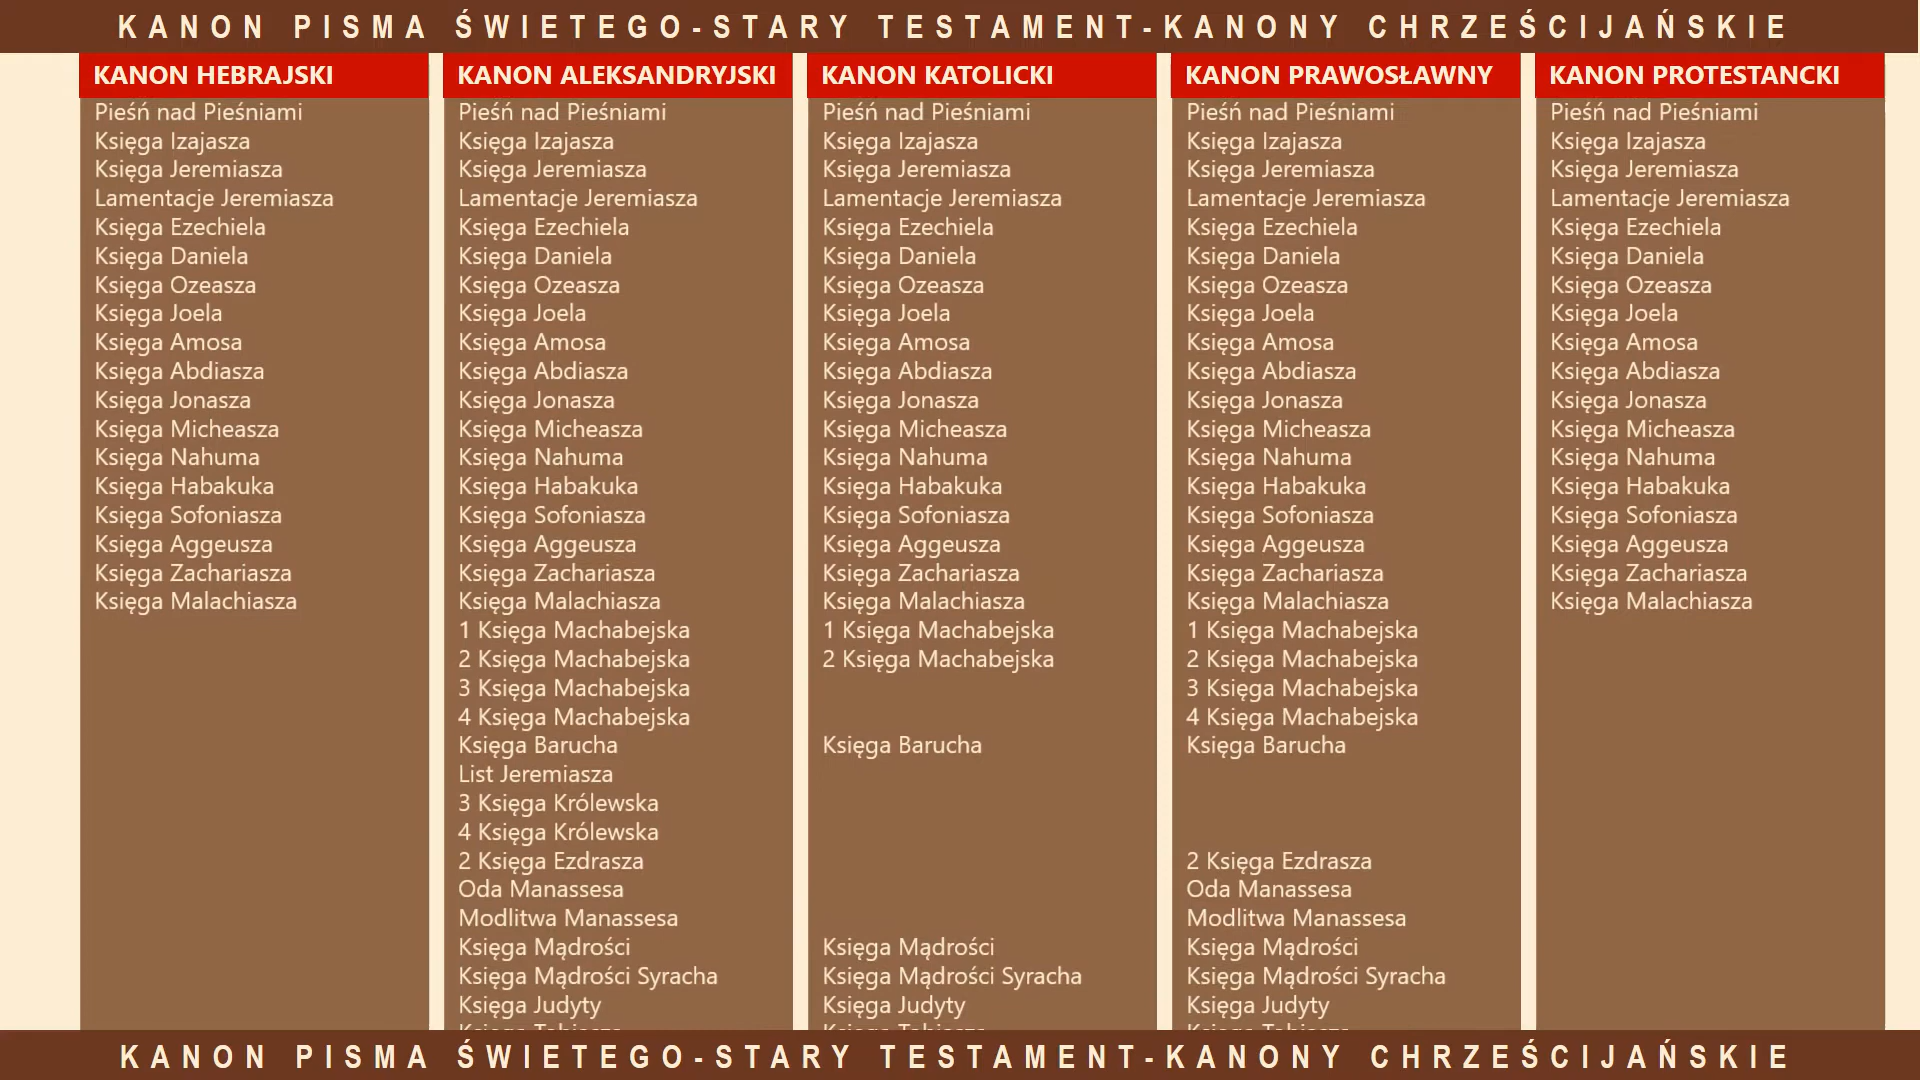 KANON PISMA ŚWIETEGO-STARY TESTAMENT-KANONY CHRZEŚCIJAŃSKIE
KANON HEBRAJSKI
Pieśń nad Pieśniami
Księga Izajasza
Księga Jeremiasza
Lamentacje Jeremiasza
Księga Ezechiela
Księga Daniela
Księga Ozeasza
Księga Joela
Księga Amosa
Księga Abdiasza
Księga Jonasza
Księga Micheasza
Księga Nahuma
Księga Habakuka
Księga Sofoniasza
Księga Aggeusza
Księga Zachariasza
Księga Malachiasza
KANON ALEKSANDRYJSKI
Pieśń nad Pieśniami
Księga Izajasza
Księga Jeremiasza
Lamentacje Jeremiasza
Księga Ezechiela
Księga Daniela
Księga Ozeasza
Księga Joela
Księga Amosa
Księga Abdiasza
Księga Jonasza
Księga Micheasza
Księga Nahuma
Księga Habakuka
Księga Sofoniasza
Księga Aggeusza
Księga Zachariasza
Księga Malachiasza
1 Księga Machabejska
2 Księga Machabejska
3 Księga Machabejska
4 Księga Machabejska
Księga Barucha
List Jeremiasza
3 Księga Królewska
4 Księga Królewska
2 Księga Ezdrasza
Oda Manassesa
Modlitwa Manassesa
Księga Mądrości
Księga Mądrości Syracha
Księga Judyty
KANON KATOLICKI
Pieśń nad Pieśniami
Księga Izajasza
Księga Jeremiasza
Lamentacje Jeremiasza
Księga Ezechiela
Księga Daniela
Księga Ozeasza
Księga Joela
Księga Amosa
Księga Abdiasza
Księga Jonasza
Księga Micheasza
Księga Nahuma
Księga Habakuka
Księga Sofoniasza
Księga Aggeusza
Księga Zachariasza
Księga Malachiasza
1 Księga Machabejska
2 Księga Machabejska
Księga Barucha
Księga Mądrości
Księga Mądrości Syracha
Księga Judyty
KANON PRAWOSŁAWNY
Pieśń nad Pieśniami
Księga Izajasza
Księga Jeremiasza
Lamentacje Jeremiasza
Księga Ezechiela
Księga Daniela
Księga Ozeasza
Księga Joela
Księga Amosa
Księga Abdiasza
Księga Jonasza
Księga Micheasza
Księga Nahuma
Księga Habakuka
Księga Sofoniasza
Księga Aggeusza
Księga Zachariasza
Księga Malachiasza
1 Księga Machabejska
2 Księga Machabejska
3 Księga Machabejska
4 Księga Machabejska
Księga Barucha
2 Księga Ezdrasza
Oda Manassesa
Modlitwa Manassesa
Księga Mądrości
Księga Mądrości Syracha
Księga Judyty
KANON PROTESTANCKI
Pieśń nad Pieśniami
Księga Izajasza
Księga Jeremiasza
Lamentacje Jeremiasza
Księga Ezechiela
Księga Daniela
Księga Ozeasza
Księga Joela
Księga Amosa
Księga Abdiasza
Księga Jonasza
Księga Micheasza
Księga Nahuma
Księga Habakuka
Księga Sofoniasza
Księga Aggeusza
Księga Zachariasza
Księga Malachiasza
KANON PISMA ŚWIETEGO-STARY TESTAMENT-KANONY CHRZEŚCIJAŃSKIE